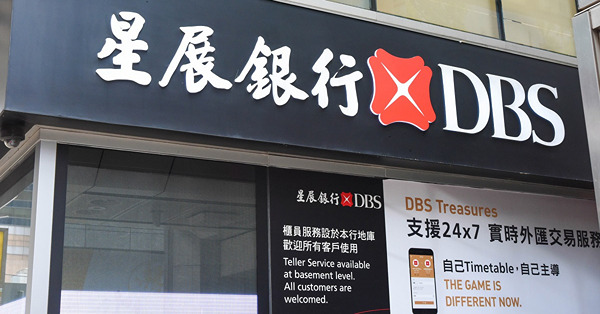 星展銀行 DBS
星展銀行 DBS
櫃員服務設於本行地庫
歡迎所有客戶使用
Teller Service available
at basement level.
All customers are
welcomed.
DBS Treasures
支援24x7 實時外匯交易服務
自己Timetable，自己主導
THE GAME IS
DIFFERENT NOW.